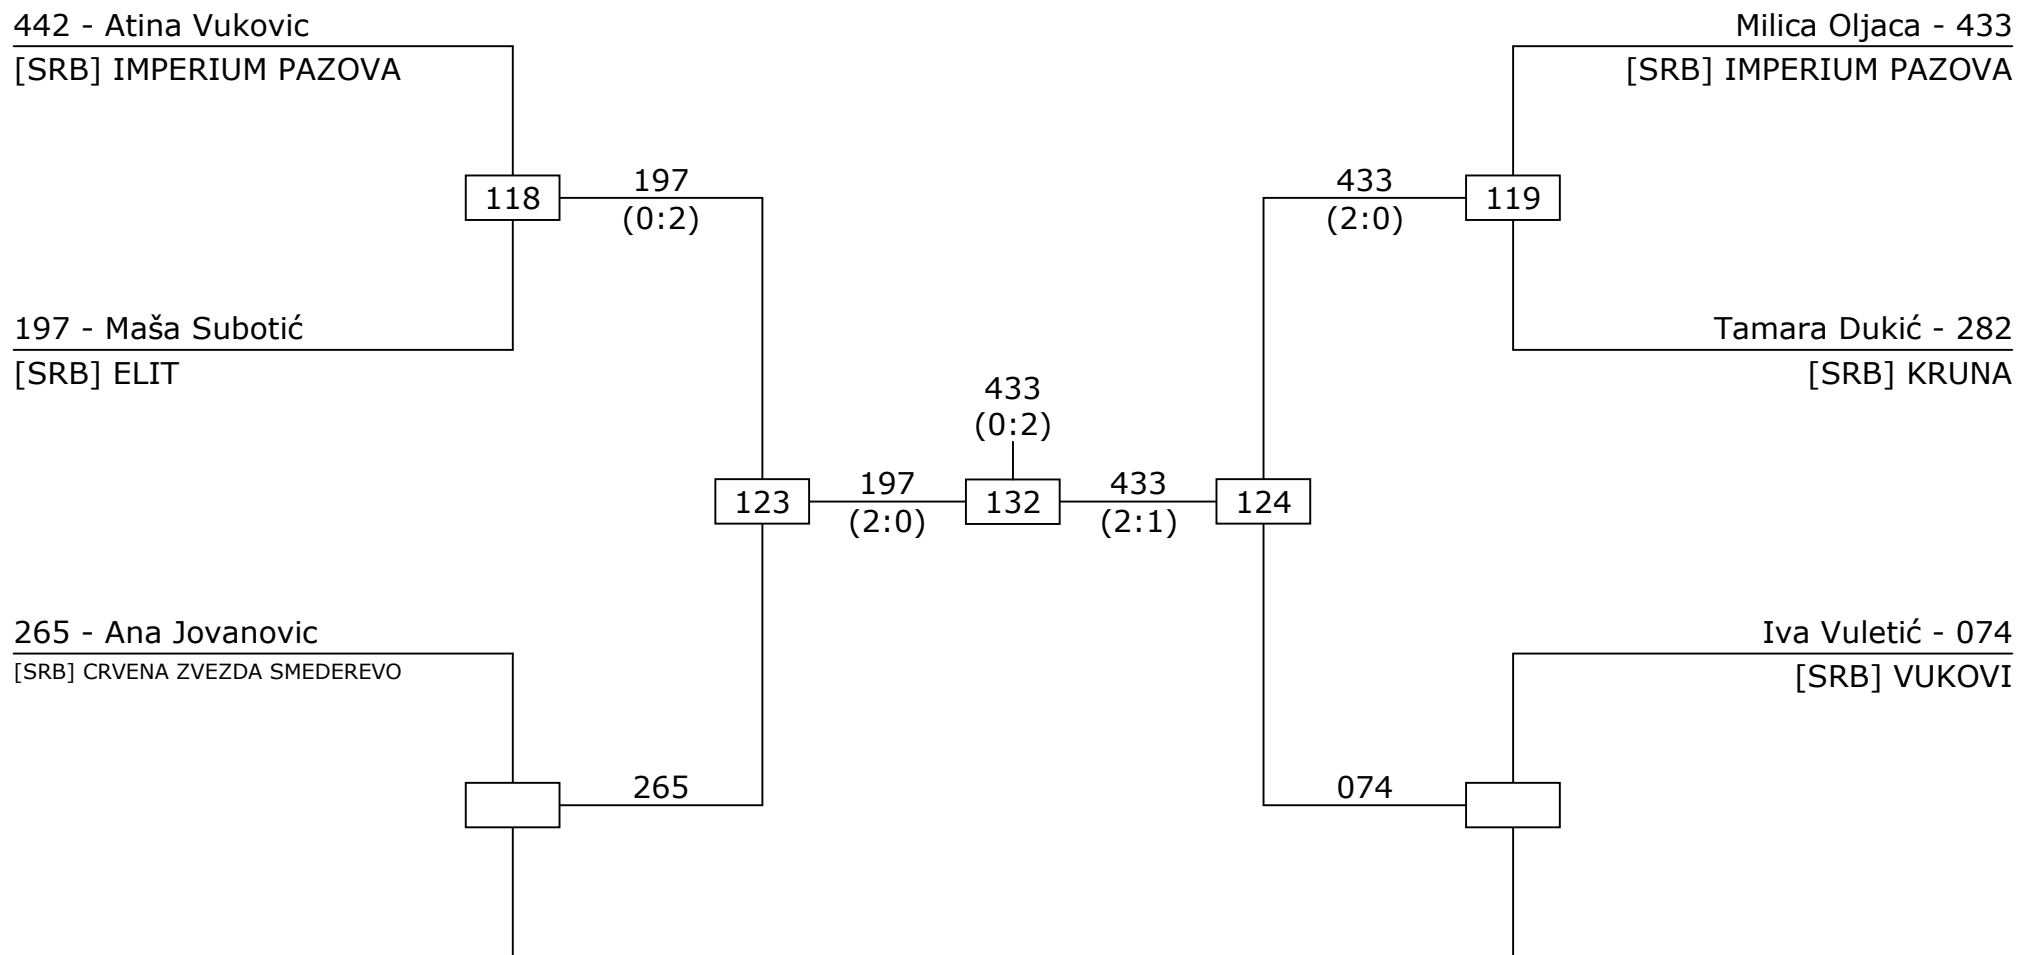 442 - Atina Vukovic
[SRB] IMPERIUM PAZOVA
Milica Oljaca - 433
[SRB] IMPERIUM PAZOVA
118
197
(0:2)
433
(2:0)
119
197 - Maša Subotić
[SRB] ELIT
Tamara Dukić - 282
[SRB] KRUNA
433
(0:2)
123
197
(2:0)
132
433
(2:1)
124
265 - Ana Jovanovic
[SRB] CRVENA ZVEZDA SMEDEREVO
Iva Vuletić - 074
[SRB] VUKOVI
265
074